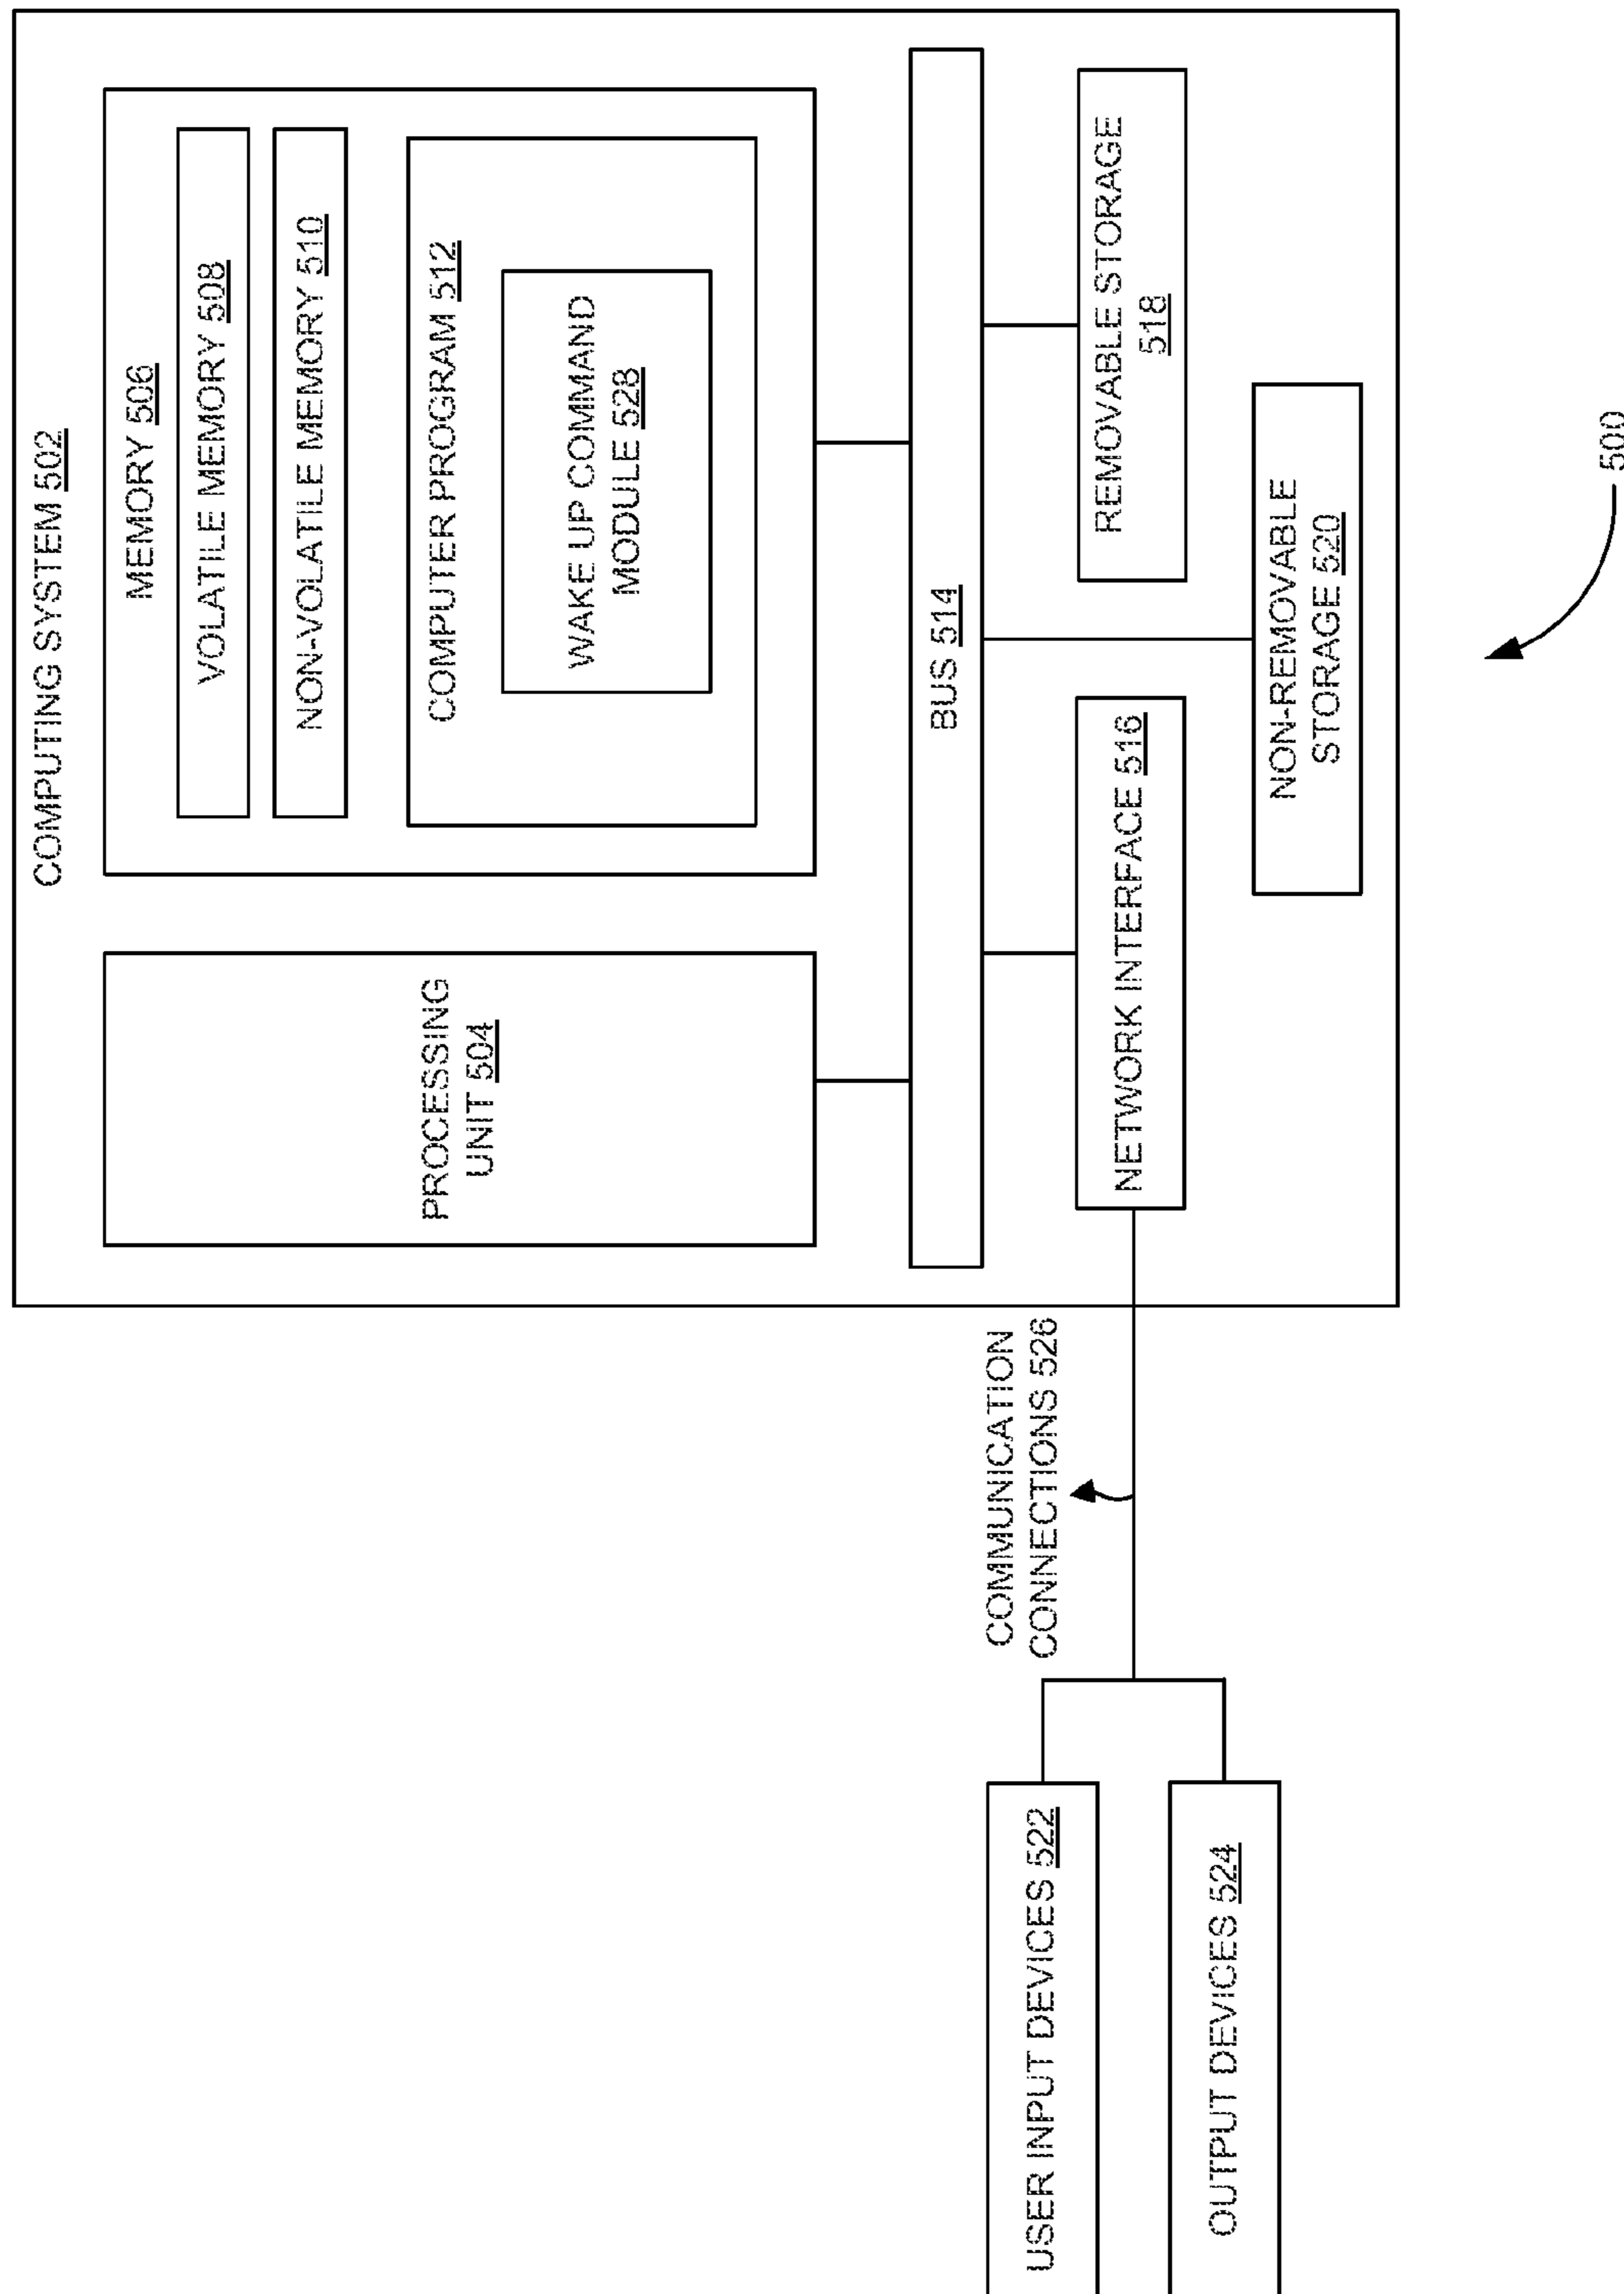 COMPUTING SYSTEM 502
MEMORY 506
VOLATILE MEMORY 508
NON-VOLATILE MEMORY 510
COMPUTER PROGRAM 512
WAKE UP COMMAND
MODULE 528
PROCESSING
UNIT 504
BUS 514
COMMUNICATION
CONNECTIONS 526
NETWORK INTERFACE 516
REMOVABLE STORAGE
518
NON-REMOVABLE
STORAGE 520
USER INPUT DEVICES 522
OUTPUT DEVICES 524
500